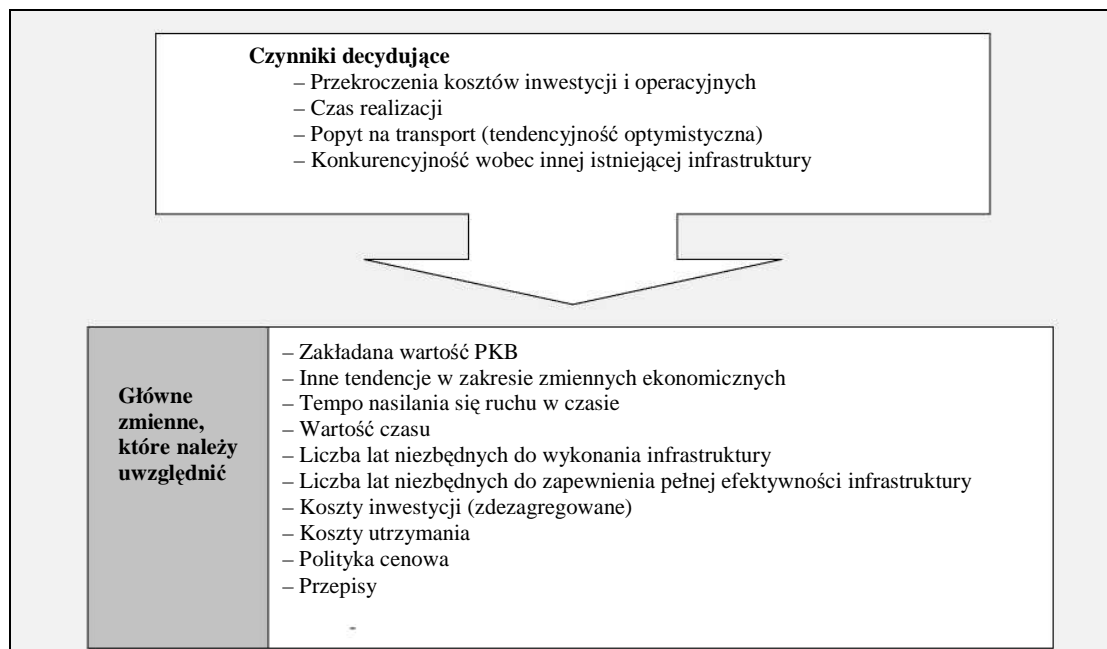 Czynniki decydujące
– Przekroczenia kosztów inwestycji i operacyjnych
– Czas realizacji
– Popyt na transport (tendencyjność optymistyczna)
– Konkurencyjność wobec innej istniejącej infrastruktury
Główne
zmienne,
które należy
uwzględnić
– Zakładana wartość PKB
– Inne tendencje w zakresie zmiennych ekonomicznych
– Tempo nasilania się ruchu w czasie
– Wartość czasu
– Liczba lat niezbędnych do wykonania infrastruktury
– Liczba lat niezbędnych do zapewnienia pełnej efektywności infrastruktury
– Koszty inwestycji (zdezagregowane)
– Koszty utrzymania
– Polityka cenowa
– Przepisy
-